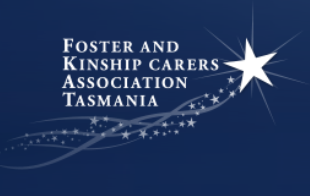 Foster and
Kinship carers
Association
Tasmania